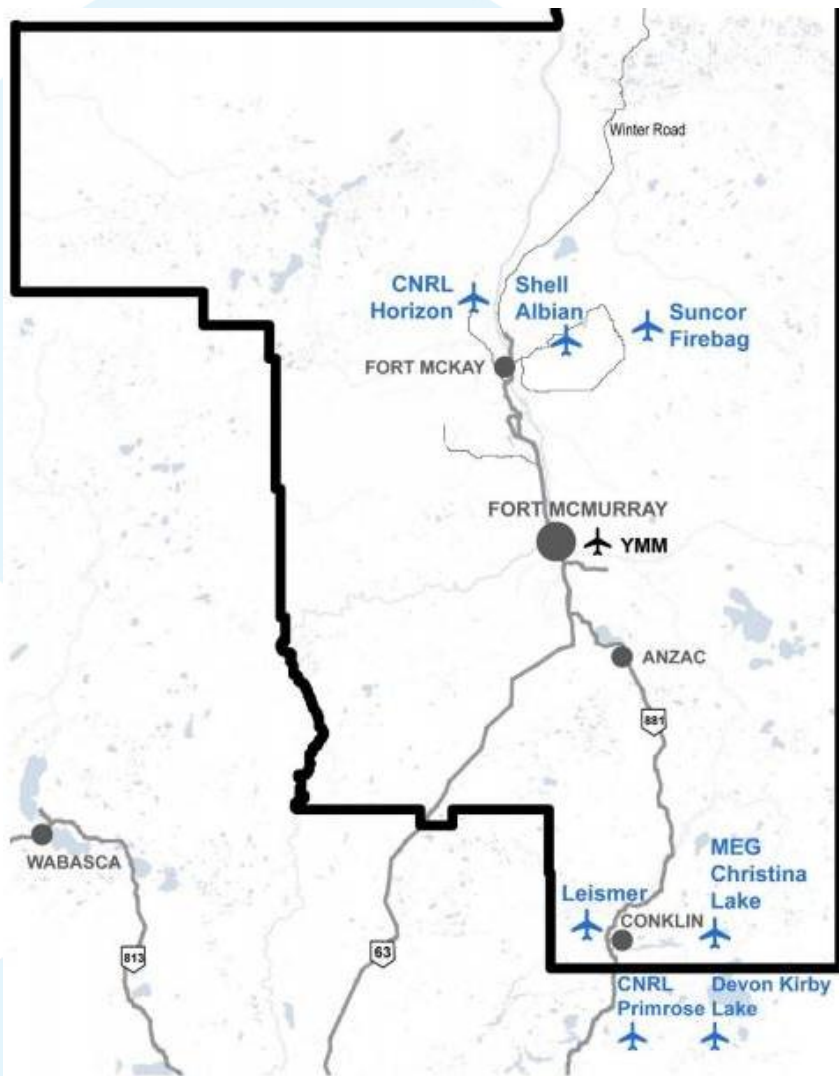 Winter Road
CNRL
Horizon
Shell
Albian
Suncor
Firebag
FORT MCKAY
FORT MCMURRAY
YMM
ANZAC
881
WABASCA
813
63
MEG
Christina
Lake
Leismer
CONKLIN
CNRL
Primrose Lake
Devon Kirby